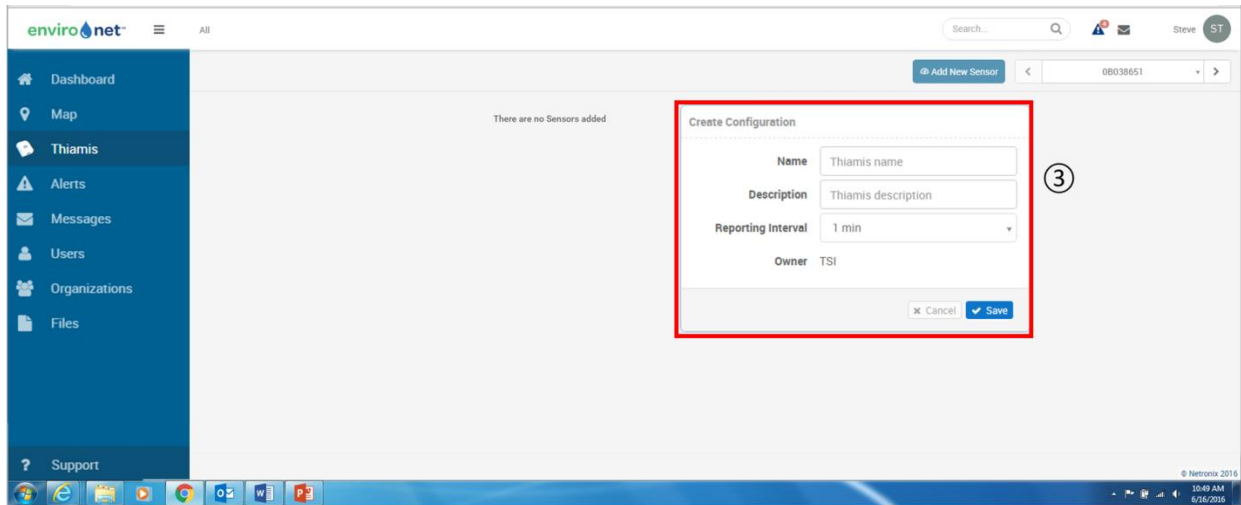 enviro net™ All Search... 4 Steve ST
Dashboard
Add New Sensor 0B038651
Map
There are no Sensors added
Create Configuration
Thiamis
Name Thiamis name
③
Alerts
Description Thiamis description
Messages
Reporting Interval 1 min
Users
Owner TSI
Organizations
Cancel Save
Files
? Support
© Netronix 2016
10:49 AM
6/16/2016